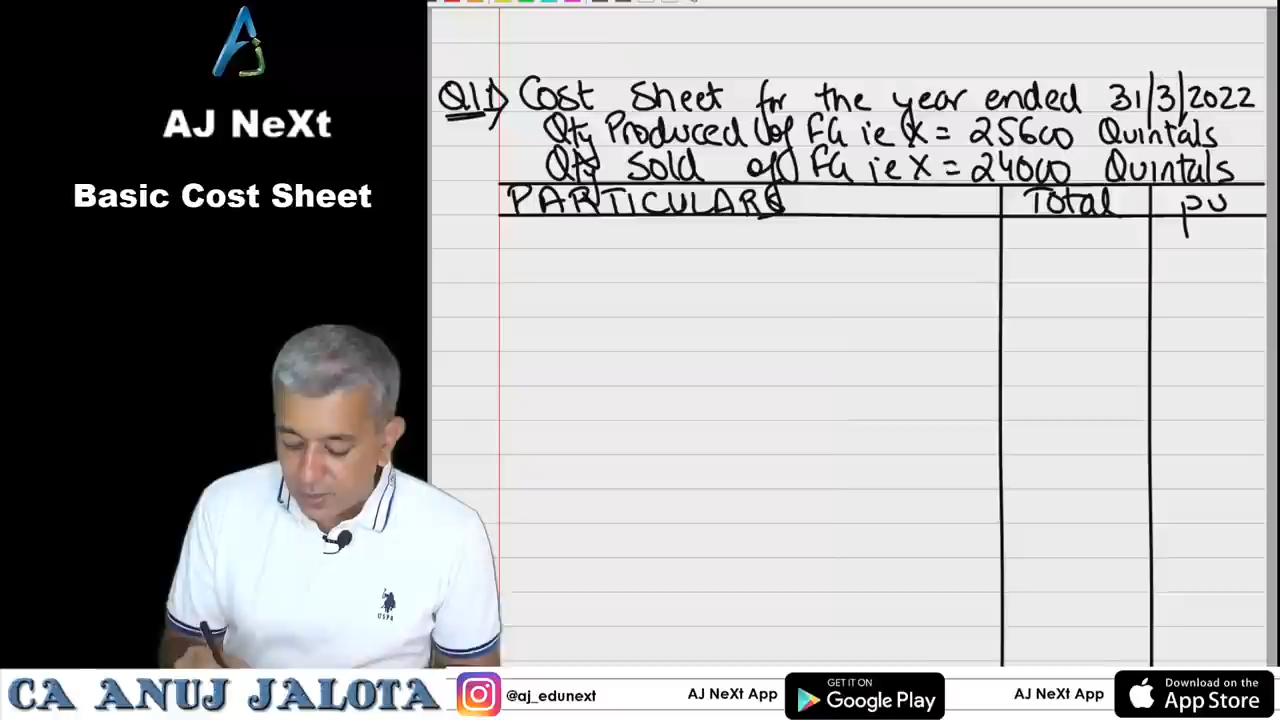 AJ NeXt
Basic Cost Sheet
Q11) Cost Sheet for the year ended 31/3/2022
Qty Produced of FG ie X = 25600 Quintals
Qty Sold of FG ie X = 24000 Quintals
PARTICULARS Total pu
USPA
CA ANUJ JALOTA @aj_edunext AJ NeXt App GET IT ON Google Play AJ NeXt App Download on the App Store